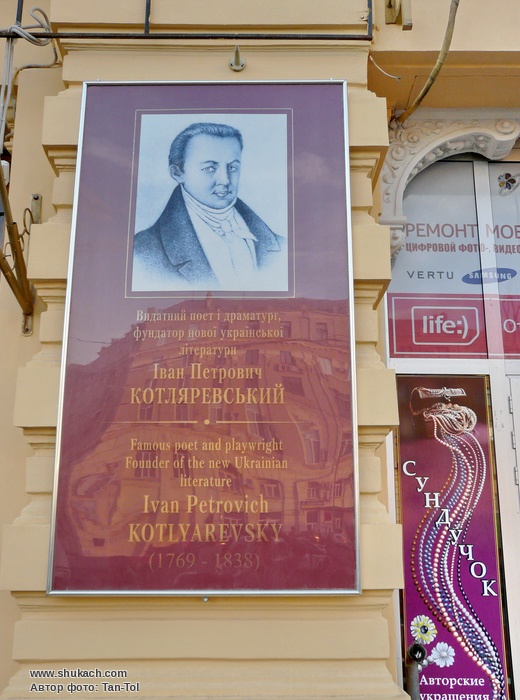 Видатний поет і драматург,
фундатор нової української
літератури
Іван Петрович
КОТЛЯРЕВСЬКИЙ
Famous poet and playwright
Founder of the new Ukrainian
literature
Ivan Petrovich
KOTLYAREVSKY
(1769 - 1838)
РЕМОНТ МОБ
ЦИФРОВОЙ ФОТО-, ВИДЕО
VERTU SAMSUNG
life:)
СУНДУЧОК
Авторские
украшения
www.shukach.com
Автор фото: Tan-Tol